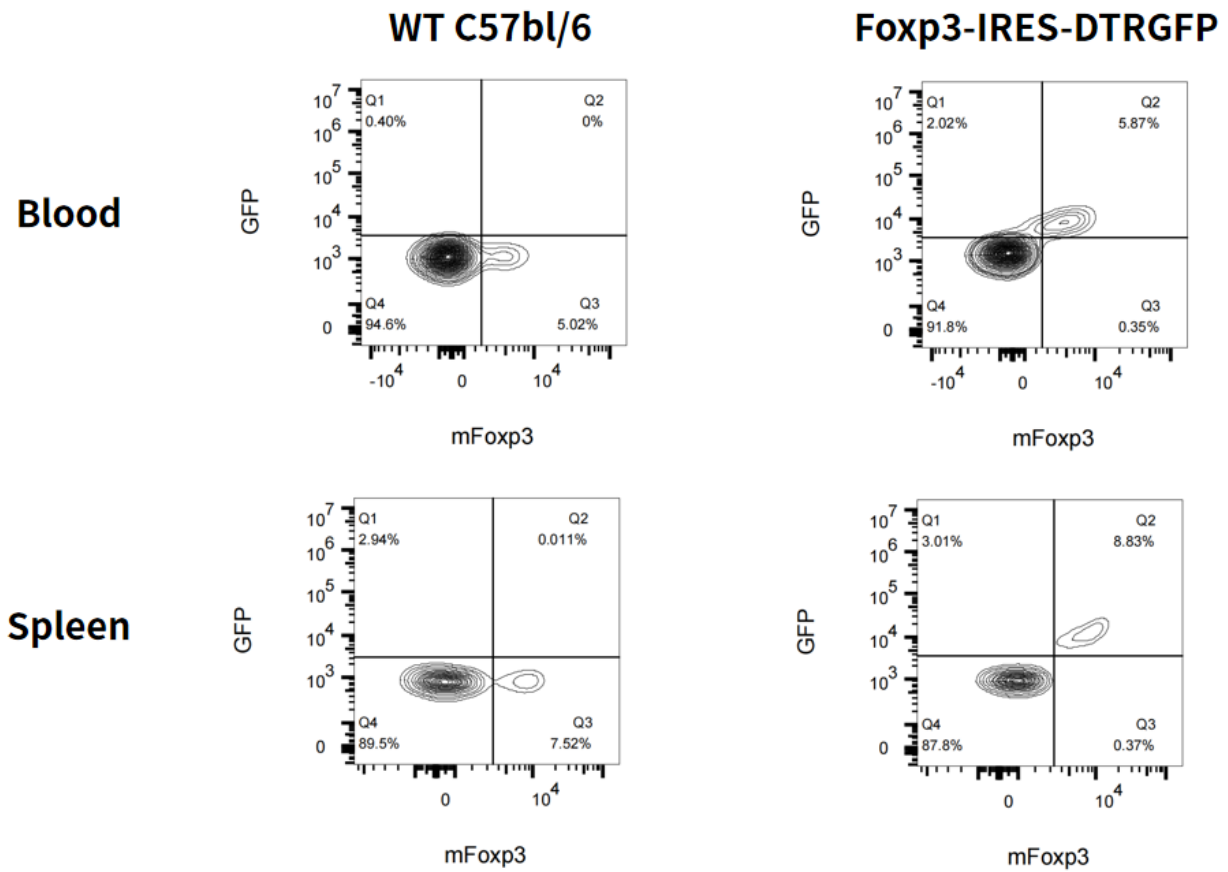 WT C57bl/6
Foxp3-IRES-DTRGFP
Blood
GFP
10^7
10^6
10^5
10^4
10^3
0
Q1
0.40%
Q2
0%
Q4
94.6%
Q3
5.02%
-10^4
0
10^4
mFoxp3
GFP
10^7
10^6
10^5
10^4
10^3
0
Q1
2.02%
Q2
5.87%
Q4
91.8%
Q3
0.35%
-10^4
0
10^4
mFoxp3
Spleen
GFP
10^7
10^6
10^5
10^4
10^3
0
Q1
2.94%
Q2
0.011%
Q4
89.5%
Q3
7.52%
0
10^4
mFoxp3
GFP
10^7
10^6
10^5
10^4
10^3
0
Q1
3.01%
Q2
8.83%
Q4
87.8%
Q3
0.37%
0
10^4
mFoxp3